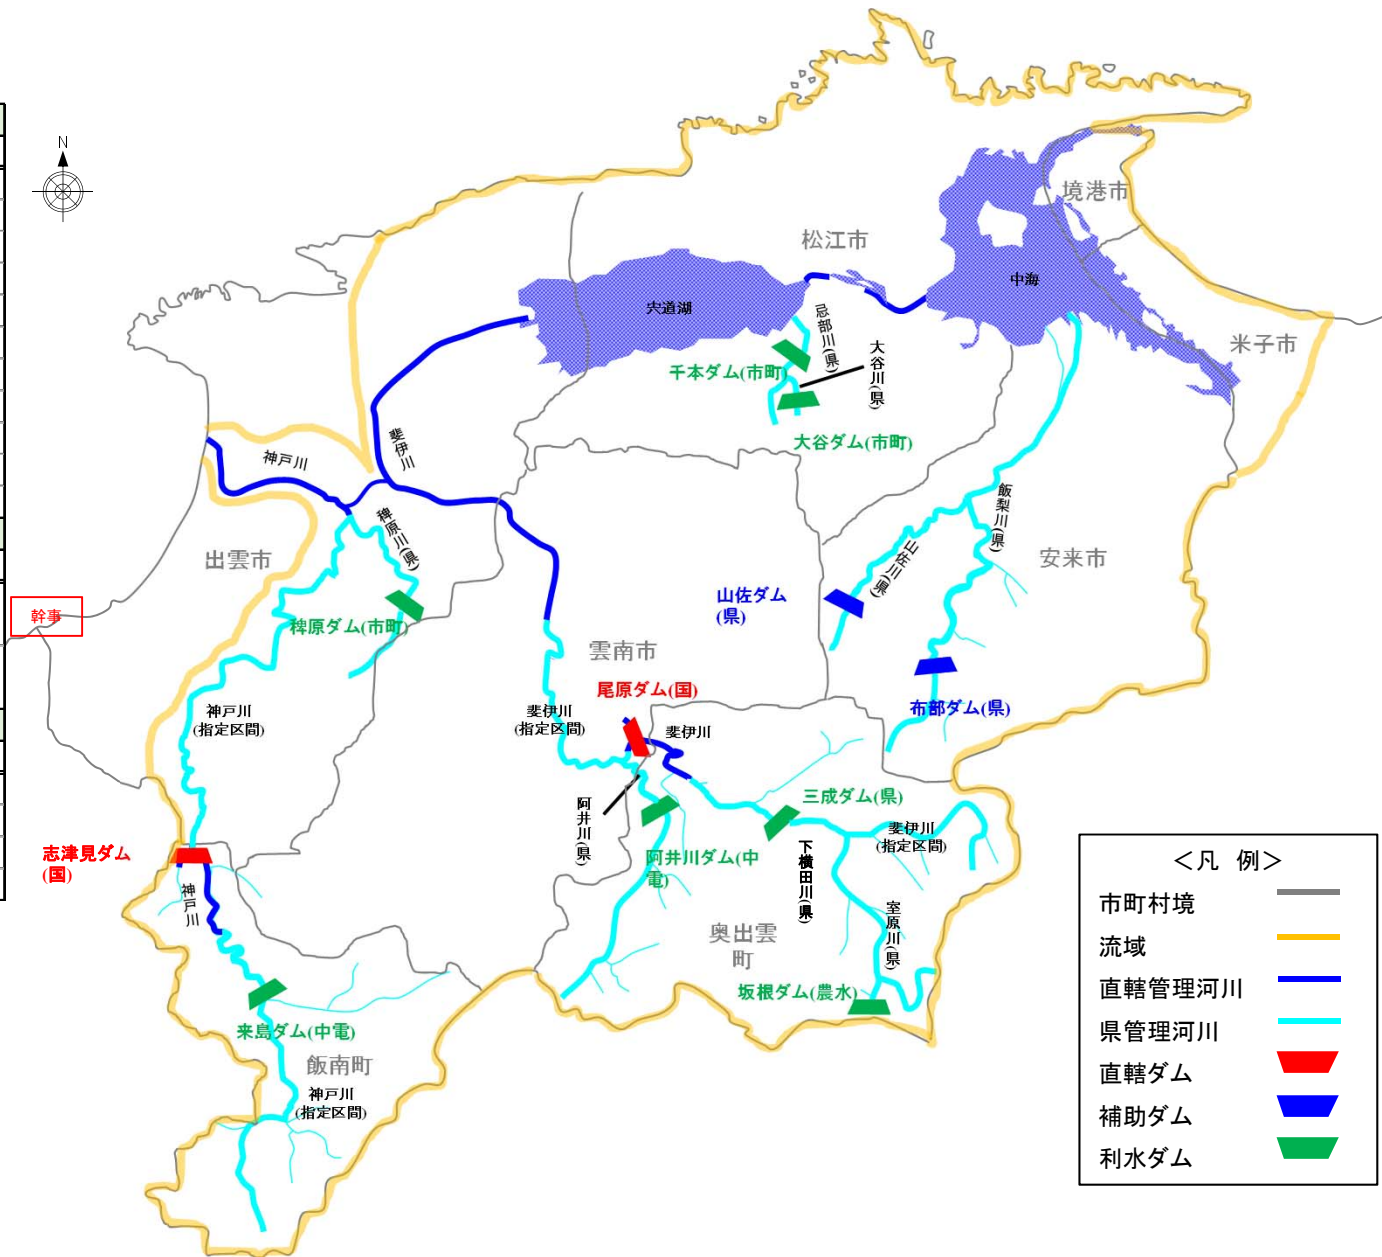 N
境港市
松江市
中海
宍道湖
米子市
忌部川(県)
大谷川(県)
千本ダム(市町)
大谷ダム(市町)
斐伊川
神戸川
稗原川(県)
飯梨川(県)
山佐川(県)
出雲市
安来市
山佐ダム
(県)
幹事
稗原ダム(市町)
雲南市
尾原ダム(国)
神戸川
(指定区間)
斐伊川
(指定区間)
斐伊川
布部ダム(県)
三成ダム(県)
阿井川(県)
斐伊川
(指定区間)
下横田川(県)
志津見ダム
(国)
阿井川ダム(中
電)
神戸川
室原川(県)
奥出雲
町
坂根ダム(農水)
来島ダム(中電)
飯南町
神戸川
(指定区間)
＜凡 例＞
市町村境
流域
直轄管理河川
県管理河川
直轄ダム
補助ダム
利水ダム